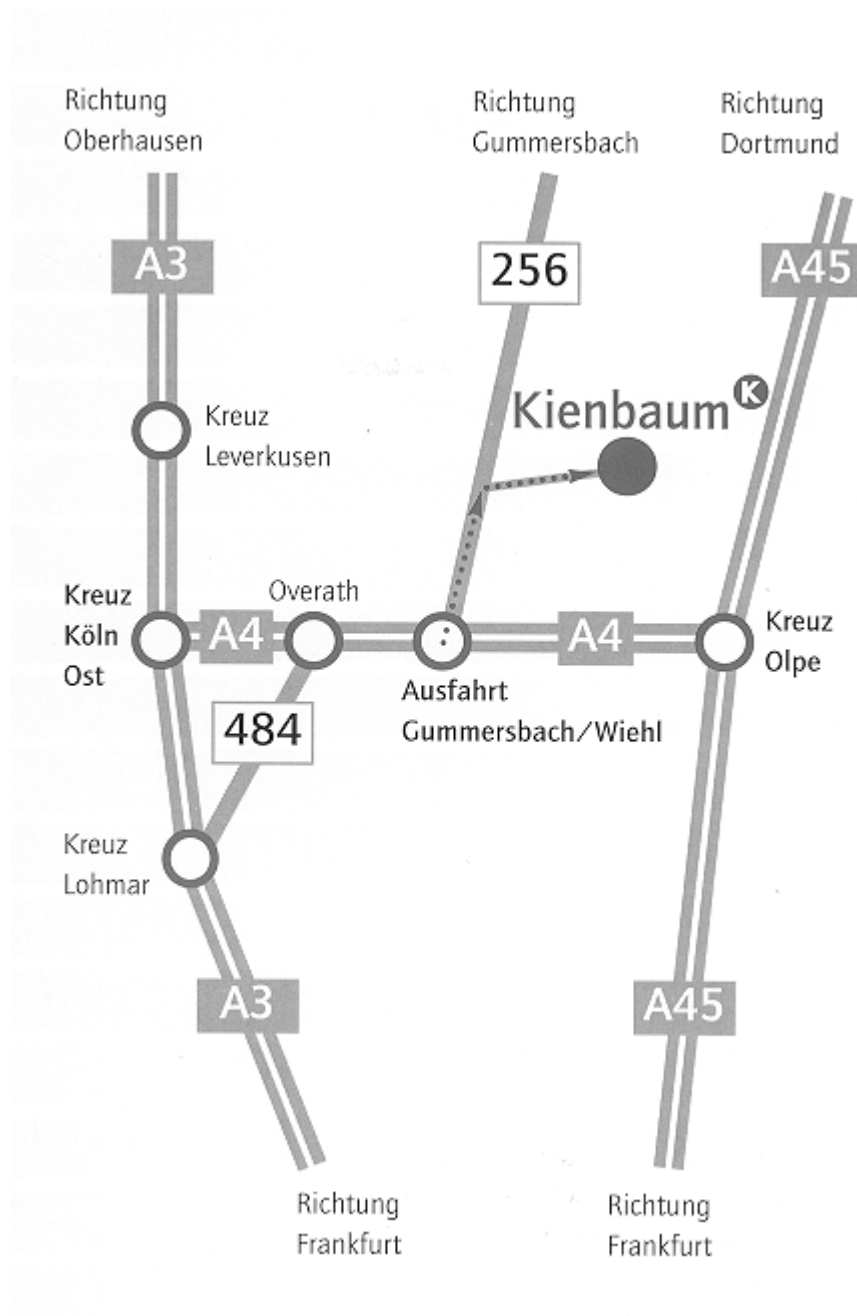 Richtung
Oberhausen
Richtung
Gummersbach
Richtung
Dortmund
A3
256
A45
Kienbaum K
Kreuz
Leverkusen
Kreuz
Köln
Ost
A4
Overath
A4
Kreuz
Olpe
Ausfahrt
Gummersbach/Wiehl
484
Kreuz
Lohmar
A3
A45
Richtung
Frankfurt
Richtung
Frankfurt